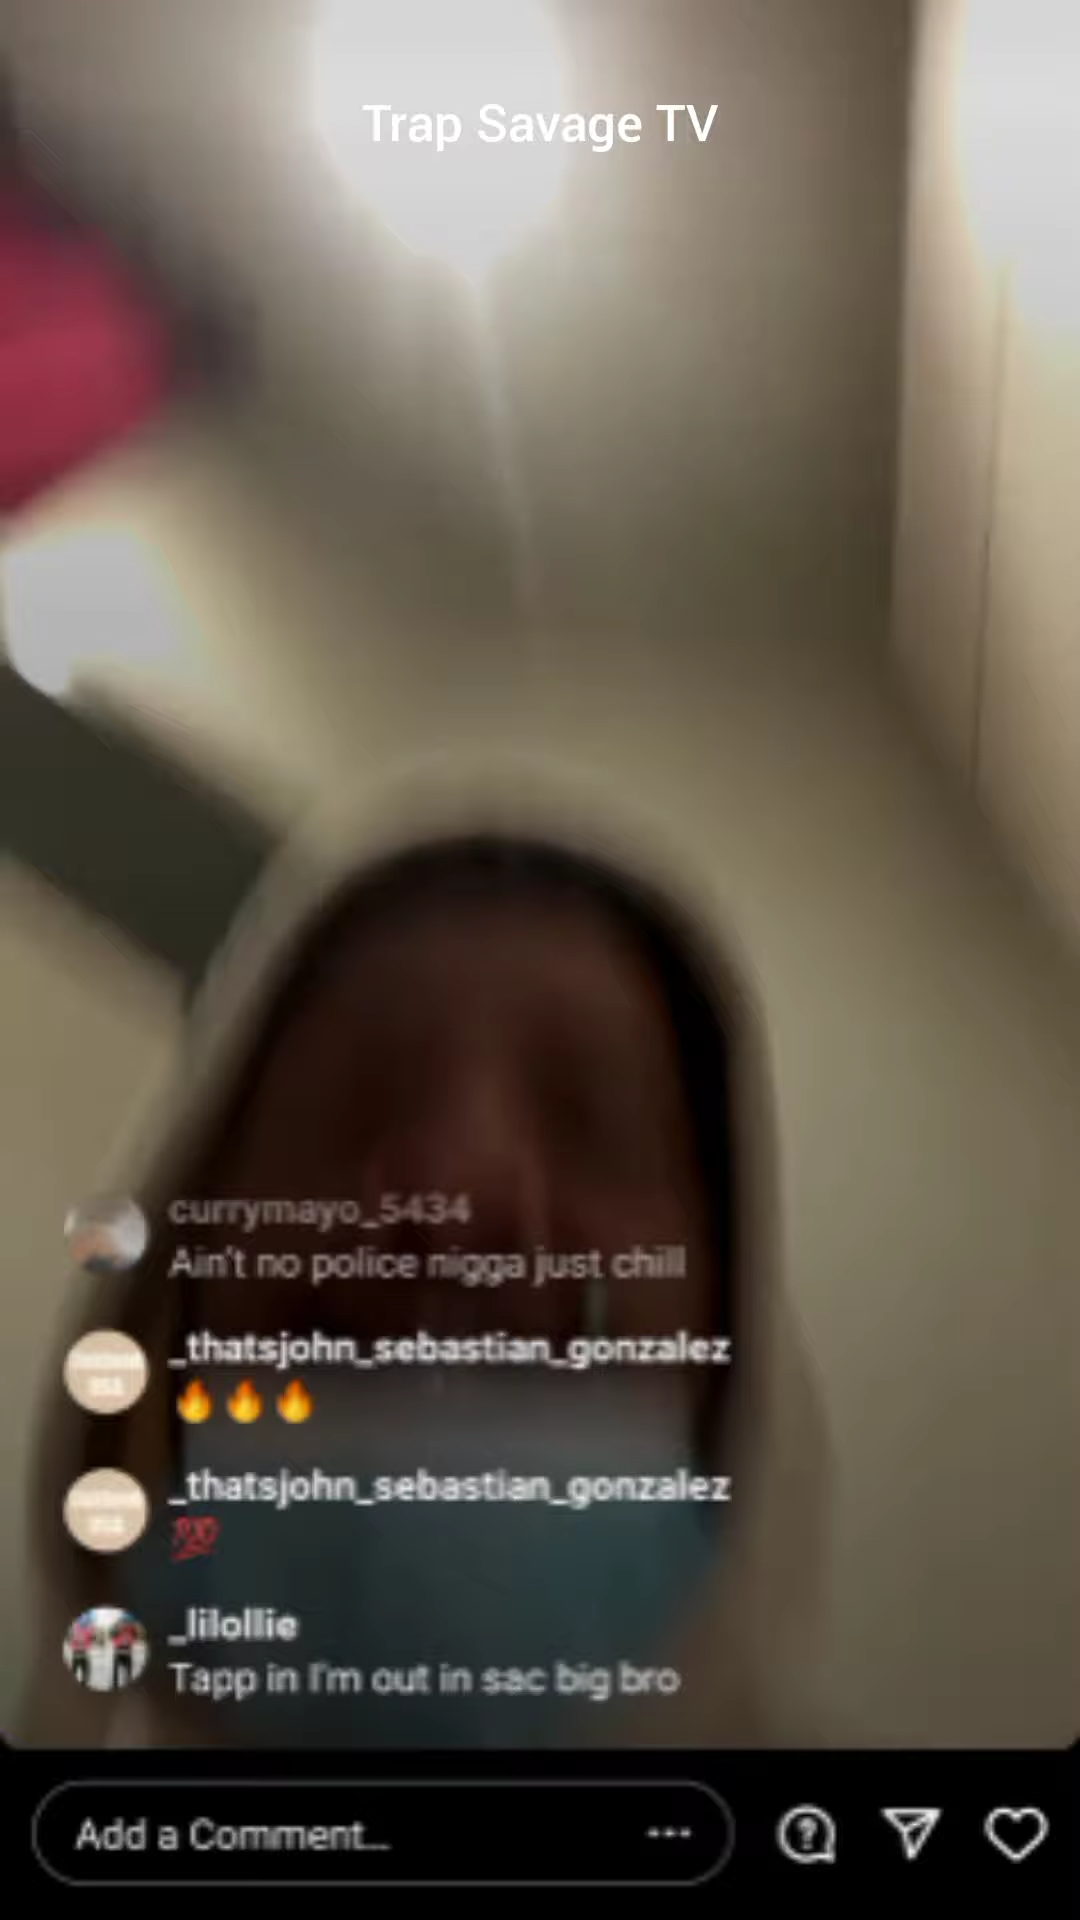 Trap Savage TV
currymayo_5434
Ain't no police nigga just chill
_thatsjohn_sebastian_gonzalez
🔥🔥🔥
_thatsjohn_sebastian_gonzalez
💯
_lilollie
Tapp in I'm out in sac big bro
Add a Comment...